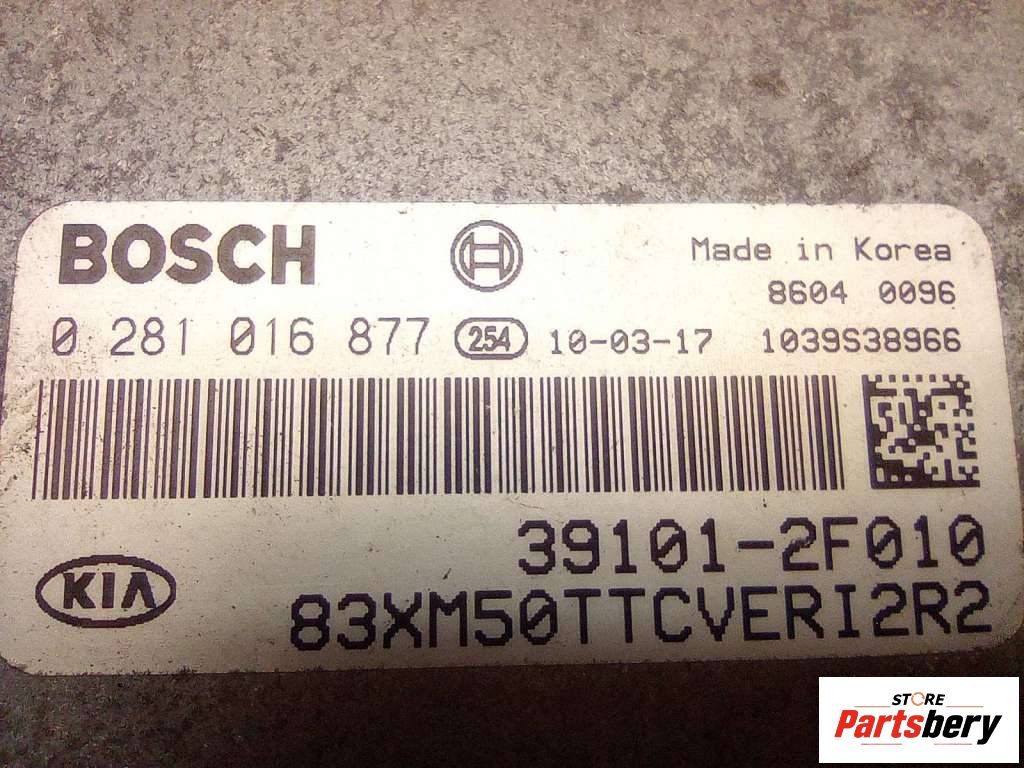 BOSCH
Made in Korea
8604 0096
0 281 016 877 254 10-03-17 1039S38966
39101-2F010
KIA
83XM50TTCVERI2R2
STORE
Partsbery